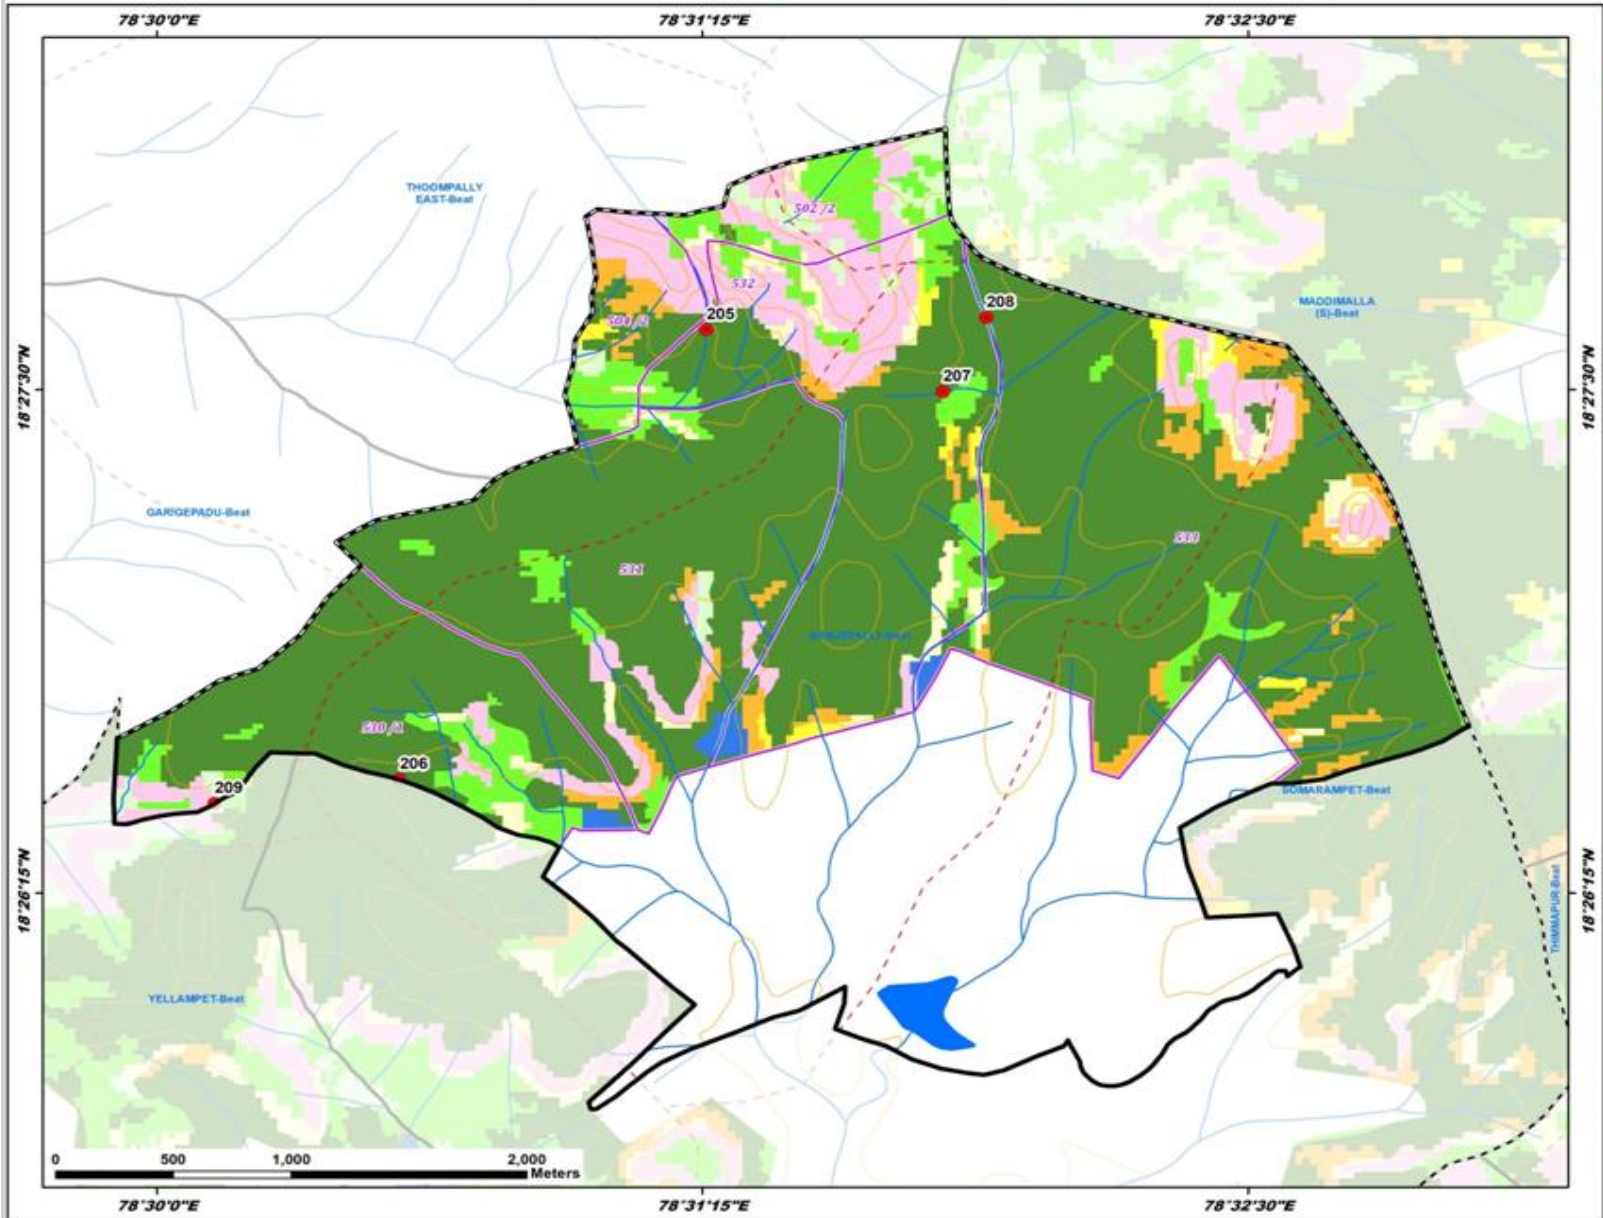 78°30'0"E 78°31'15"E 78°32'30"E
THOOMPALLY
EAST-Beat
502 /2
532
208
MADDIMALLA
(S)-Beat
205
504 /2
18°27'30"N
207
18°27'30"N
GARIGEPADU-Beat
533
531
530 /1
206
209
SOMARAMPET-Beat
18°26'15"N
18°26'15"N
THIMMAPUR-Beat
YELLAMPET-Beat
0 500 1,000 2,000
Meters
78°30'0"E 78°31'15"E 78°32'30"E